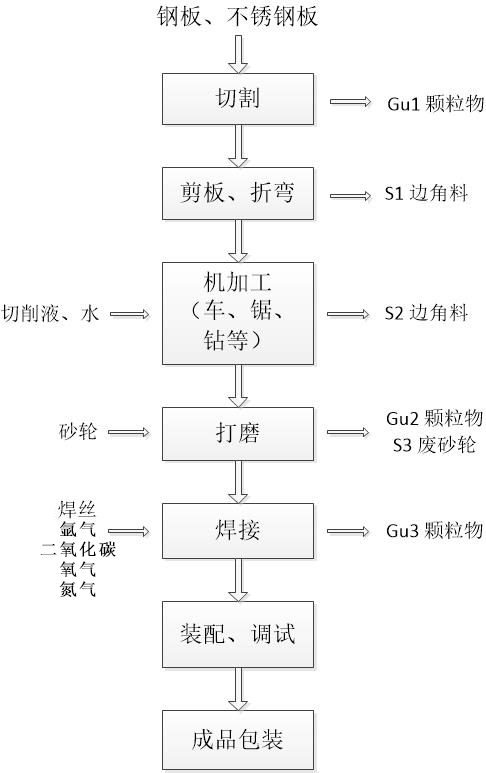 钢板、不锈钢板
切割
Gu1 颗粒物
剪板、折弯
S1 边角料
切削液、水
机加工
（车、锯、
钻等）
S2 边角料
砂轮
打磨
Gu2 颗粒物
S3 废砂轮
焊丝
氩气
二氧化碳
氧气
氮气
焊接
Gu3 颗粒物
装配、调试
成品包装